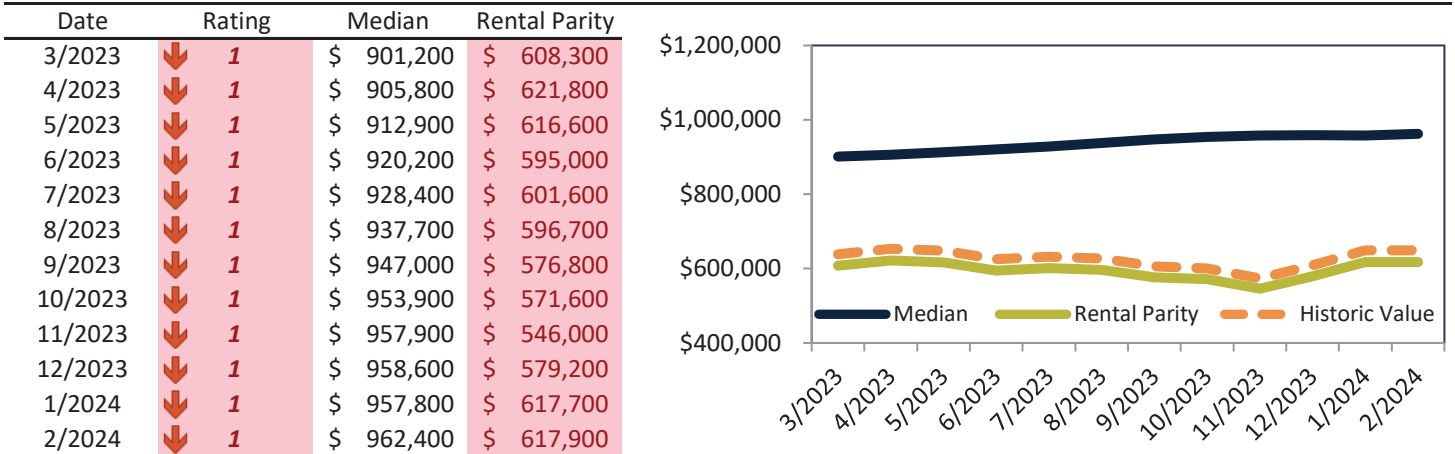 Date Rating Median Rental Parity
3/2023 1 $ 901,200 $ 608,300
4/2023 1 $ 905,800 $ 621,800
5/2023 1 $ 912,900 $ 616,600
6/2023 1 $ 920,200 $ 595,000
7/2023 1 $ 928,400 $ 601,600
8/2023 1 $ 937,700 $ 596,700
9/2023 1 $ 947,000 $ 576,800
10/2023 1 $ 953,900 $ 571,600
11/2023 1 $ 957,900 $ 546,000
12/2023 1 $ 958,600 $ 579,200
1/2024 1 $ 957,800 $ 617,700
2/2024 1 $ 962,400 $ 617,900
$1,200,000
$1,000,000
$800,000
$600,000
$400,000
Median Rental Parity Historic Value
3/2023 4/2023 5/2023 6/2023 7/2023 8/2023 9/2023 10/2023 11/2023 12/2023 1/2024 2/2024